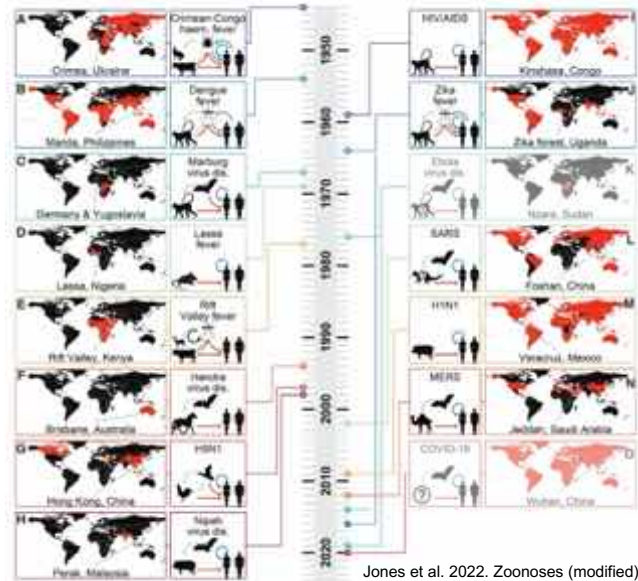 A
Crimea, Ukraine
Crimean Congo
haem. fever
B
Manila, Philippines
Dengue
fever
C
Germany & Yugoslavia
Marburg
virus dis.
D
Lassa, Nigeria
Lassa
fever
E
Rift Valley, Kenya
Rift
Valley fever
F
Brisbane, Australia
Hendra
virus dis.
G
Hong Kong, China
H5N1
H
Perak, Malaysia
Nipah
virus dis.
1950
1960
1970
1980
1990
2000
2010
2020
HIV/AIDS
I
Kinshasa, Congo
Zika
fever
J
Zika forest, Uganda
Ebola
virus dis.
K
Nzara, Sudan
SARS
L
Foshan, China
H1N1
M
Veracruz, Mexico
MERS
N
Jeddah, Saudi Arabia
COVID-19
?
O
Wuhan, China
Jones et al. 2022. Zoonoses (modified)